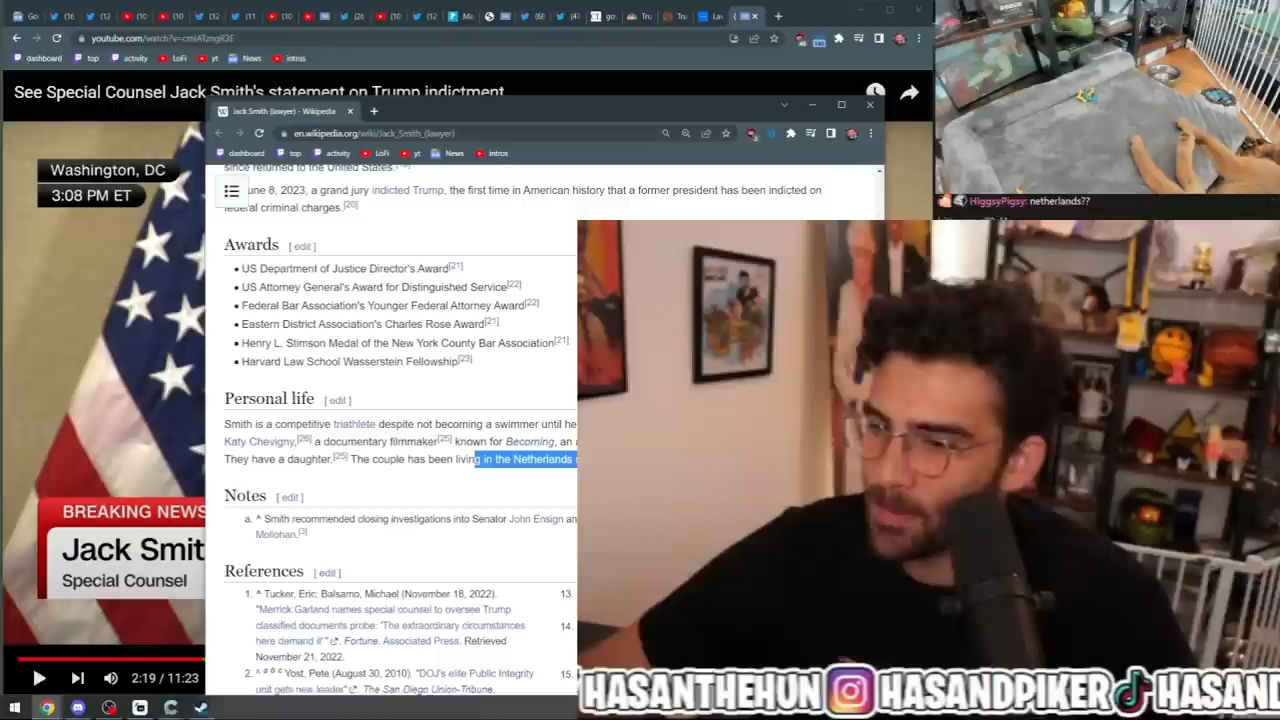 youtube.com/watch?v=cmlATzngR3E
dashboard top activity LoFi yt News intros
See Special Counsel Jack Smith's statement on Trump indictment
Washington, DC
3:08 PM ET
BREAKING NEWS
Jack Smit
Special Counsel
2:19 / 11:23
Jack Smith (lawyer) - Wikipedia
en.wikipedia.org/wiki/Jack_Smith_(lawyer)
dashboard top activity LoFi yt News intros
since returned to the United States.
une 8, 2023, a grand jury indicted Trump, the first time in American history that a former president has been indicted on
federal criminal charges.[20]
Awards [ edit ]
• US Department of Justice Director's Award[21]
• US Attorney General's Award for Distinguished Service[22]
• Federal Bar Association's Younger Federal Attorney Award[22]
• Eastern District Association's Charles Rose Award[21]
• Henry L. Stimson Medal of the New York County Bar Association[21]
• Harvard Law School Wasserstein Fellowship[23]
Personal life [ edit ]
Smith is a competitive triathlete despite not becoming a swimmer until he
Katy Chevigny,[26] a documentary filmmaker[25] known for Becoming, an
They have a daughter.[25] The couple has been living in the Netherlands
Notes [ edit ]
a. ^ Smith recommended closing investigations into Senator John Ensign an
Mollohan.[3]
References [ edit ]
1. ^ Tucker, Eric; Balsamo, Michael (November 18, 2022).
"Merrick Garland names special counsel to oversee Trump
classified documents probe: 'The extraordinary circumstances
here demand it'". Fortune. Associated Press. Retrieved
November 21, 2022.
2. ^ a b c Yost, Pete (August 30, 2010). "DOJ's elite Public Integrity
unit gets new leader". The San Diego Union-Tribune.
13.
14.
15.
HiggsyPigsy: netherlands??
HASANTHEHUN HASANDPIKER HASAND